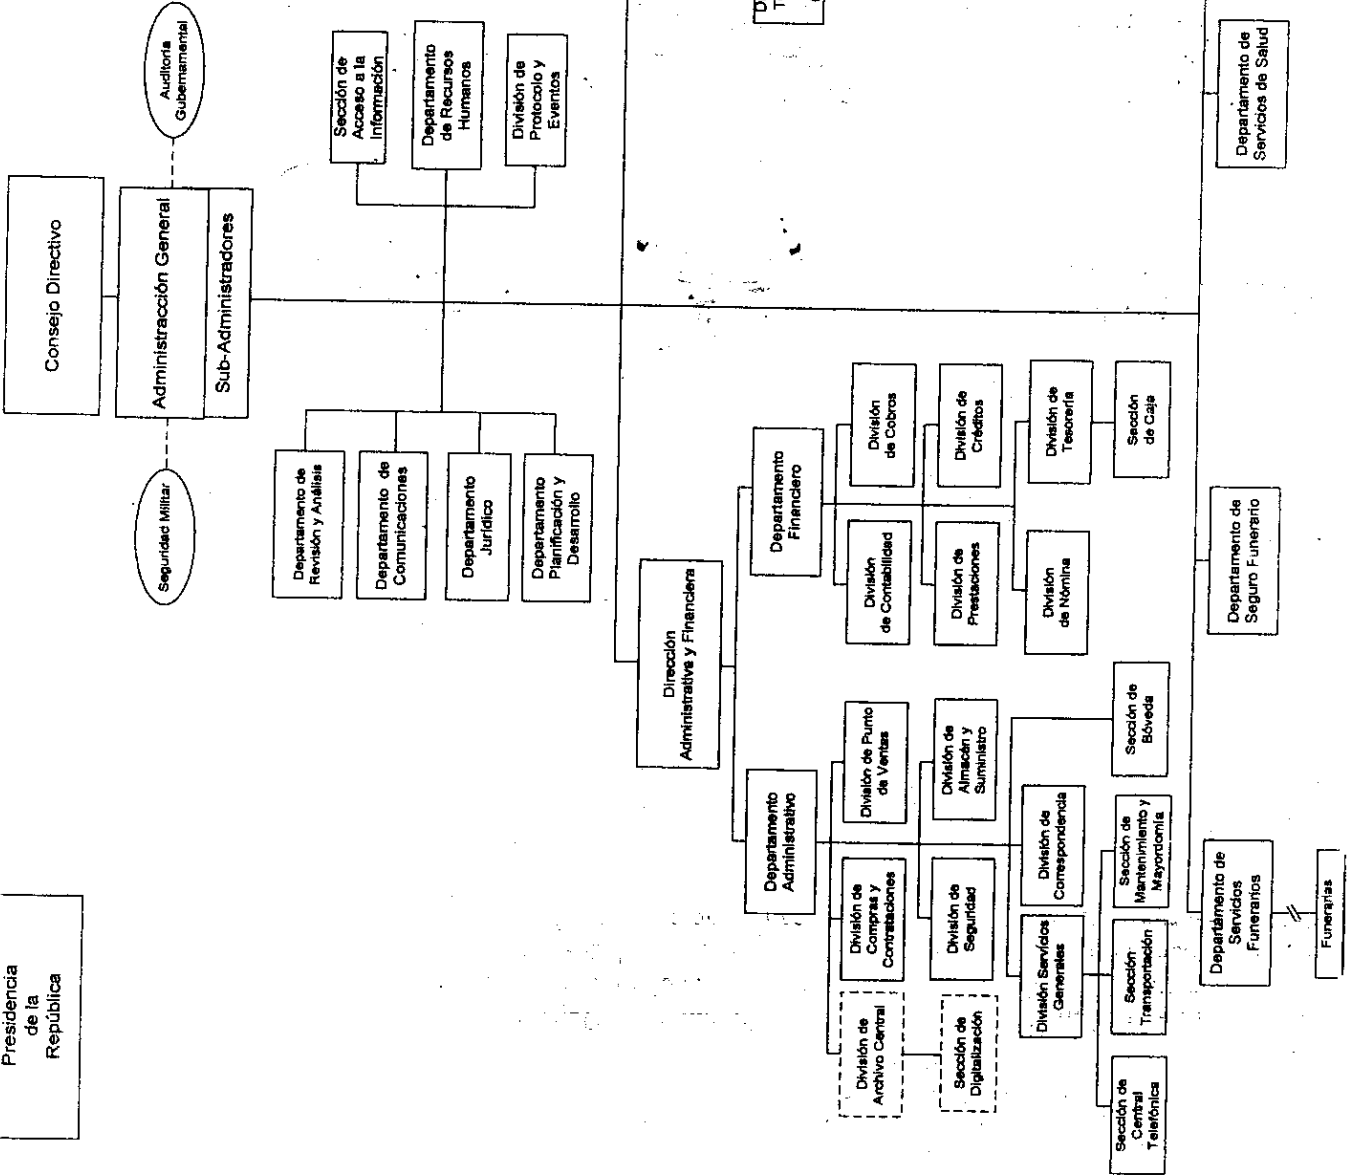 Presidencia
de la
República
Consejo Directivo
Administracción General
Sub-Administradores
Seguridad Militar
Auditoria
Gubernamental
Departamento de
Revisión y Análisis
Departamento de
Comunicaciones
Departamento
Jurídico
Departamento
Planificación y
Desarrollo
Sección de
Acceso a la
Información
Departamento
de Recursos
Humanos
División de
Protocolo y
Eventos
Dirección
Administrativa y Financiera
Departamento
Administrativo
Departamento
Financiero
División de
Archivo Central
División de
Compras y
Contrataciones
División de Punto
de Ventas
División
de Contabilidad
División
de Cobros
Sección de
Digitalización
División de
Seguridad
División de
Almacén y
Suministro
División de
Prestaciones
División de
Créditos
División Servicios
Generales
División de
Correspondencia
División
de Nómina
División de
Tesorería
Sección de
Central
Telefónica
Sección
Transportación
Sección de
Mantenimiento y
Mayordomía
Sección de
Bóveda
Sección
de Caja
Departamento de
Servicios
Funerarios
Departamento de
Seguro Funerario
Departamento de
Servicios de Salud
Funerarias